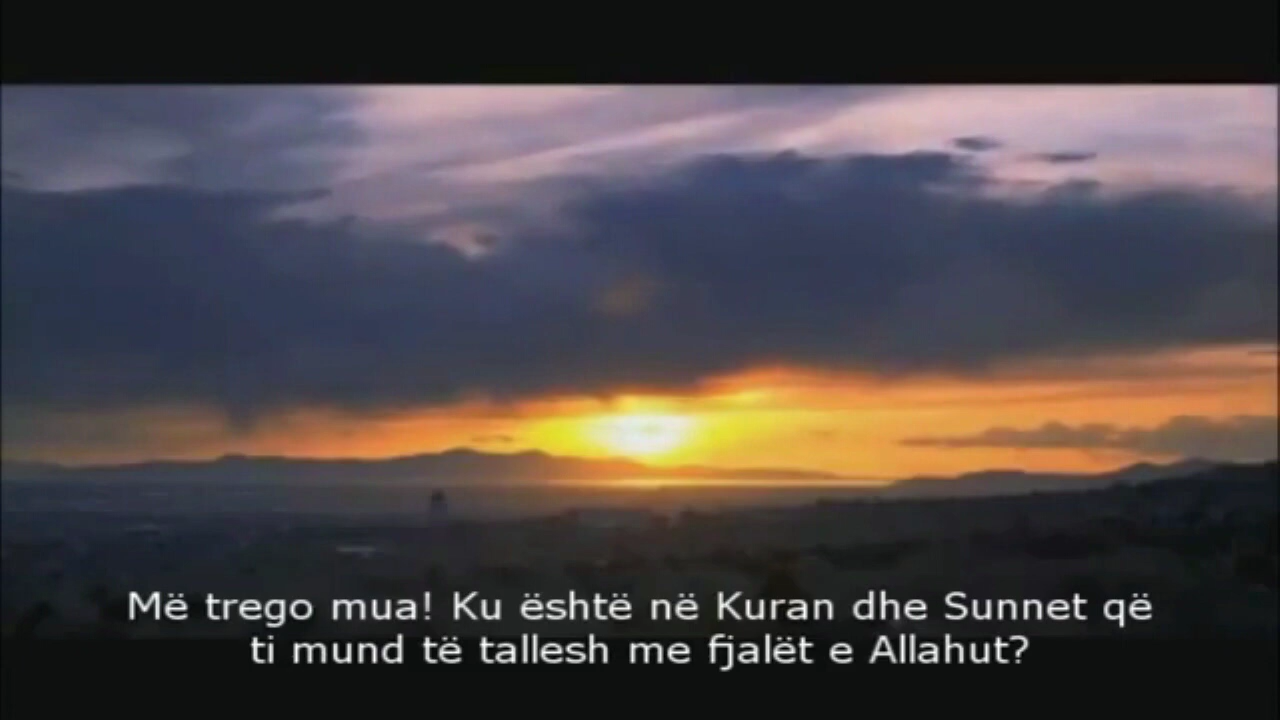 Më trego mua! Ku është në Kuran dhe Sunnet që
ti mund të tallesh me fjalët e Allahut?